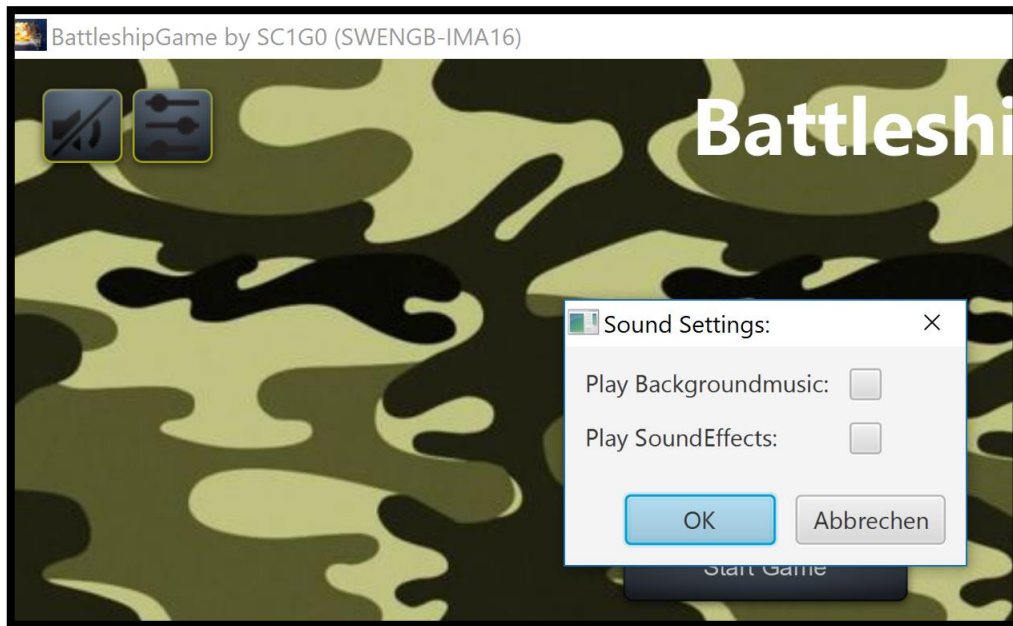 BattleshipGame by SC1G0 (SWENGB-IMA16)
Battleshi
Sound Settings:
Play Backgroundmusic:
Play SoundEffects:
OK Abbrechen
Start Game